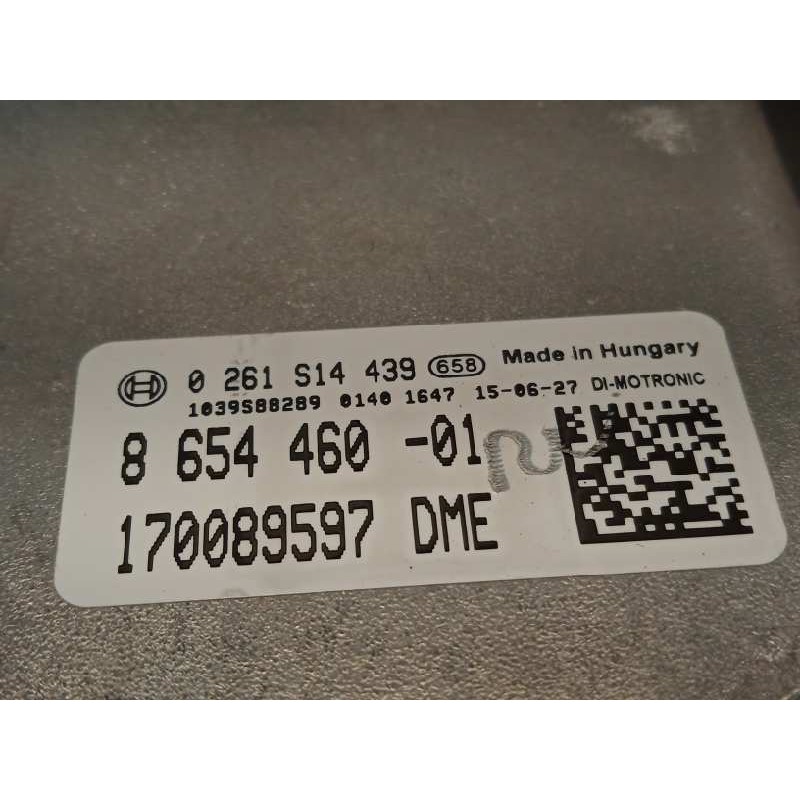 0 261 S14 439 658 Made in Hungary
1039S88289 0140 1647 15-06-27 DI-MOTRONIC
8 654 460 -01
170089597 DME